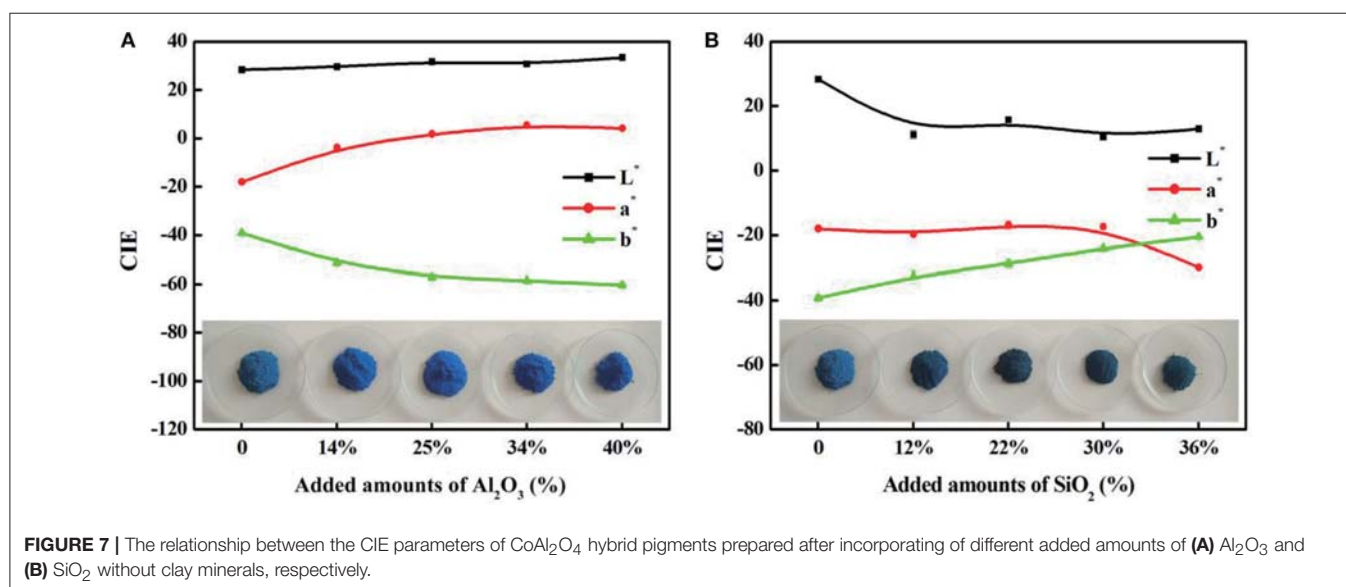 A
40
20
0
-20
-40
-60
-80
-100
-120
CIE
L*
a*
b*
0 14% 25% 34% 40%
Added amounts of Al₂O₃ (%)
B
40
20
0
-20
-40
-60
-80
CIE
L*
a*
b*
0 12% 22% 30% 36%
Added amounts of SiO₂ (%)
FIGURE 7 | The relationship between the CIE parameters of CoAl₂O₄ hybrid pigments prepared after incorporating of different added amounts of (A) Al₂O₃ and
(B) SiO₂ without clay minerals, respectively.